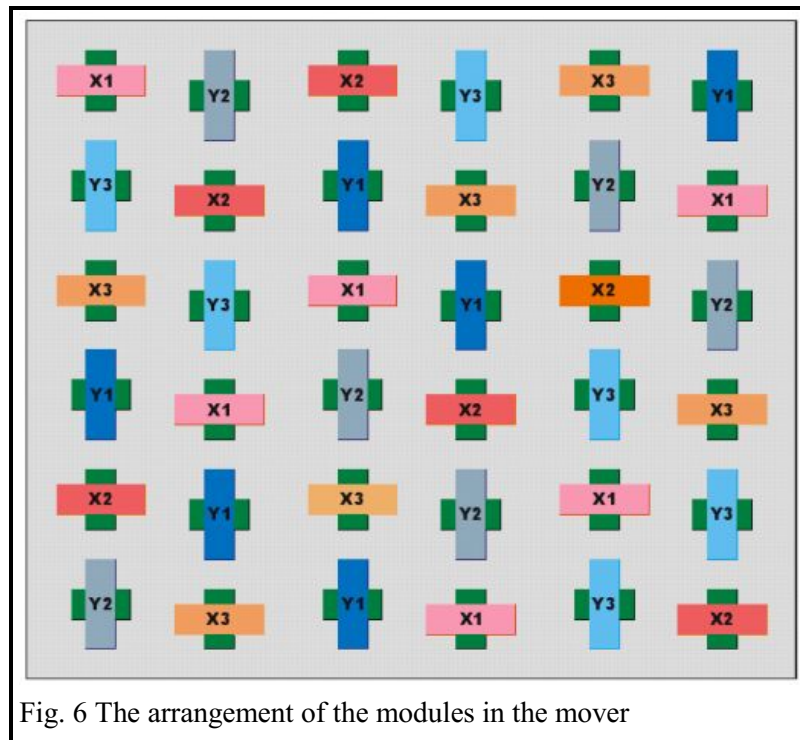 X1 Y2 X2 Y3 X3 Y1
Y3 X2 Y1 X3 Y2 X1
X3 Y3 X1 Y1 X2 Y2
Y1 X1 Y2 X2 Y3 X3
X2 Y1 X3 Y2 X1 Y3
Y2 X3 Y1 X1 Y3 X2
Fig. 6 The arrangement of the modules in the mover